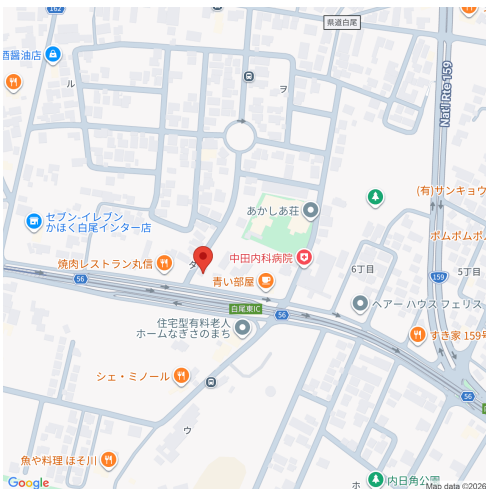 162
県道白尾
酒醤油店
Nat'l Rte 159
ル
ヲ
(有)サンキョウ
あかしあ荘
セブン-イレブン
かほく白尾インター店
ポムポムポ
中田内科病院
焼肉レストラン丸信
タ
6丁目
5丁目
青い部屋
159
56
白尾東IC
56
ヘアー ハウス フェリス
住宅型有料老人
ホームなぎさのまち
すき家 159号
シェ・ミノール
56
ウ
魚や料理 ほそ川
内日角公園
ホ
Google
Map data ©2026